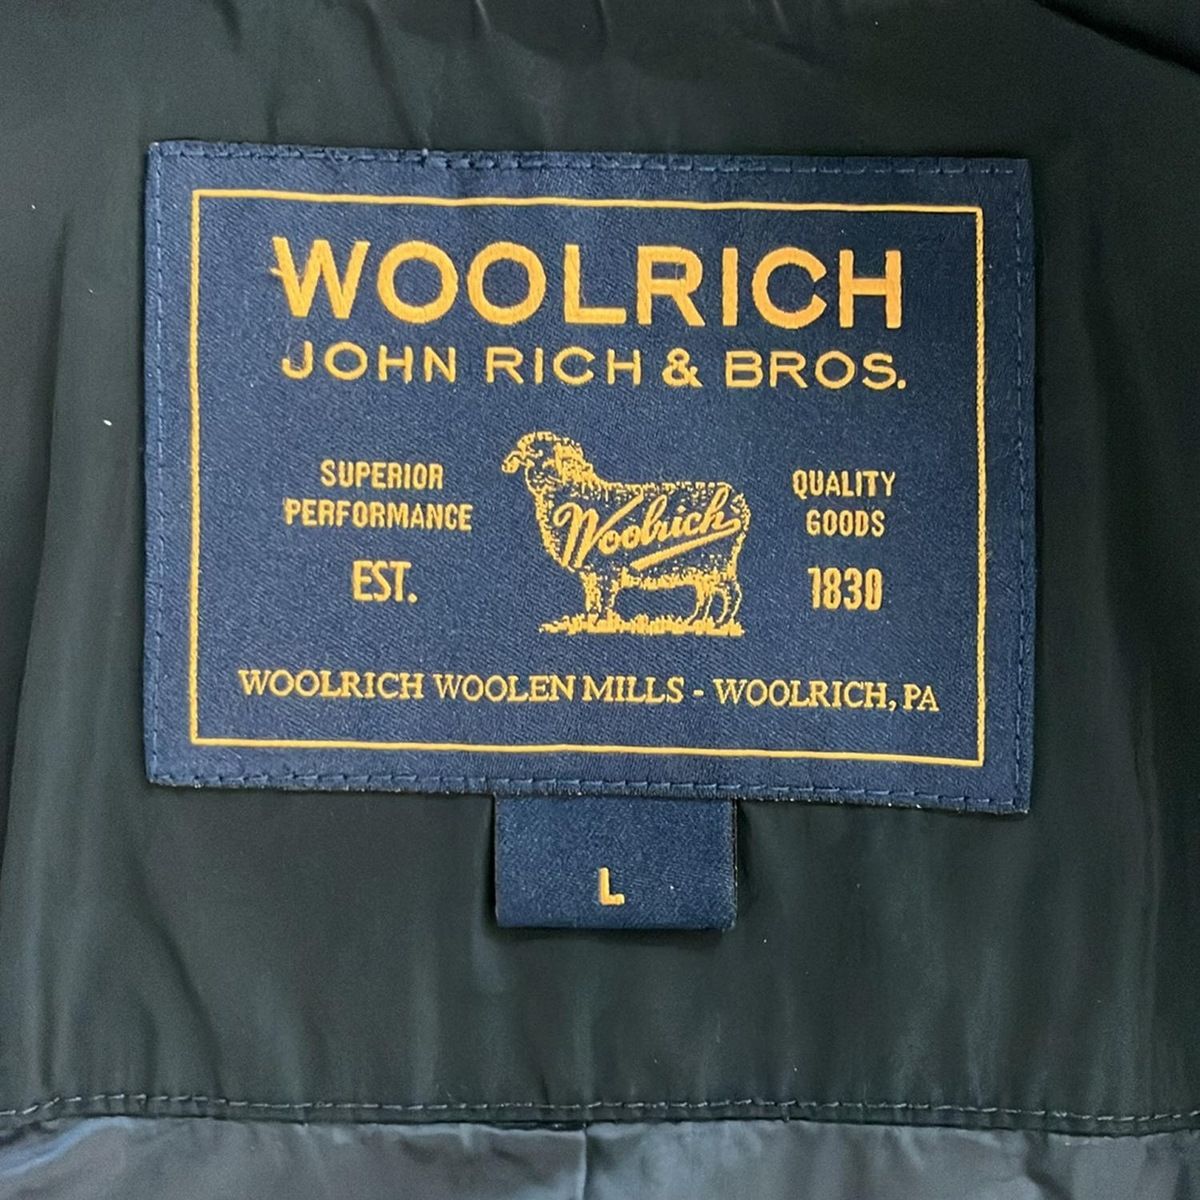 WOOLRICH
JOHN RICH & BROS.
SUPERIOR
PERFORMANCE
EST.
Woolrich
QUALITY
GOODS
1830
WOOLRICH WOOLEN MILLS - WOOLRICH, PA
L